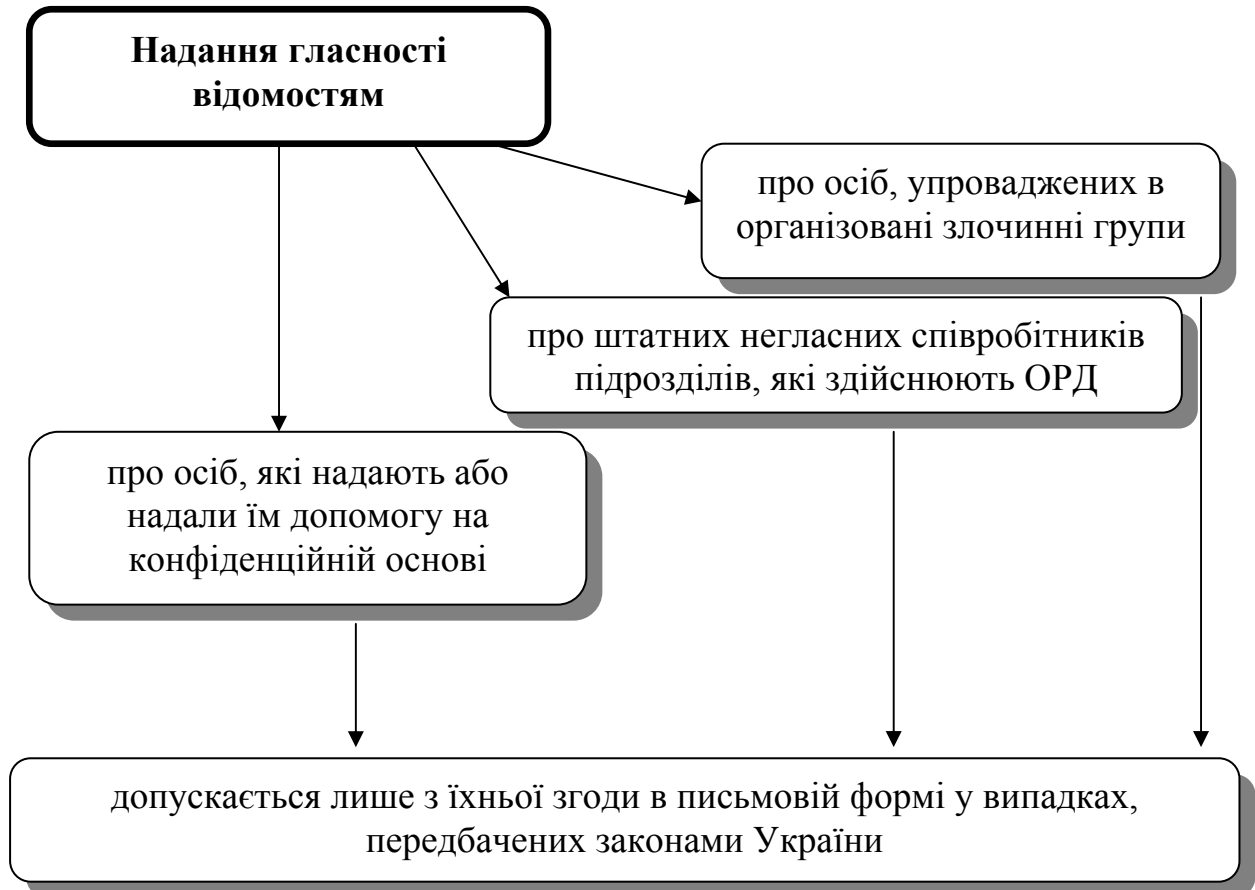 Надання гласності
відомостям
про осіб, упроваджених в
організовані злочинні групи
про штатних негласних співробітників
підрозділів, які здійснюють ОРД
про осіб, які надають або
надали їм допомогу на
конфіденційній основі
допускається лише з їхньої згоди в письмовій формі у випадках,
передбачених законами України